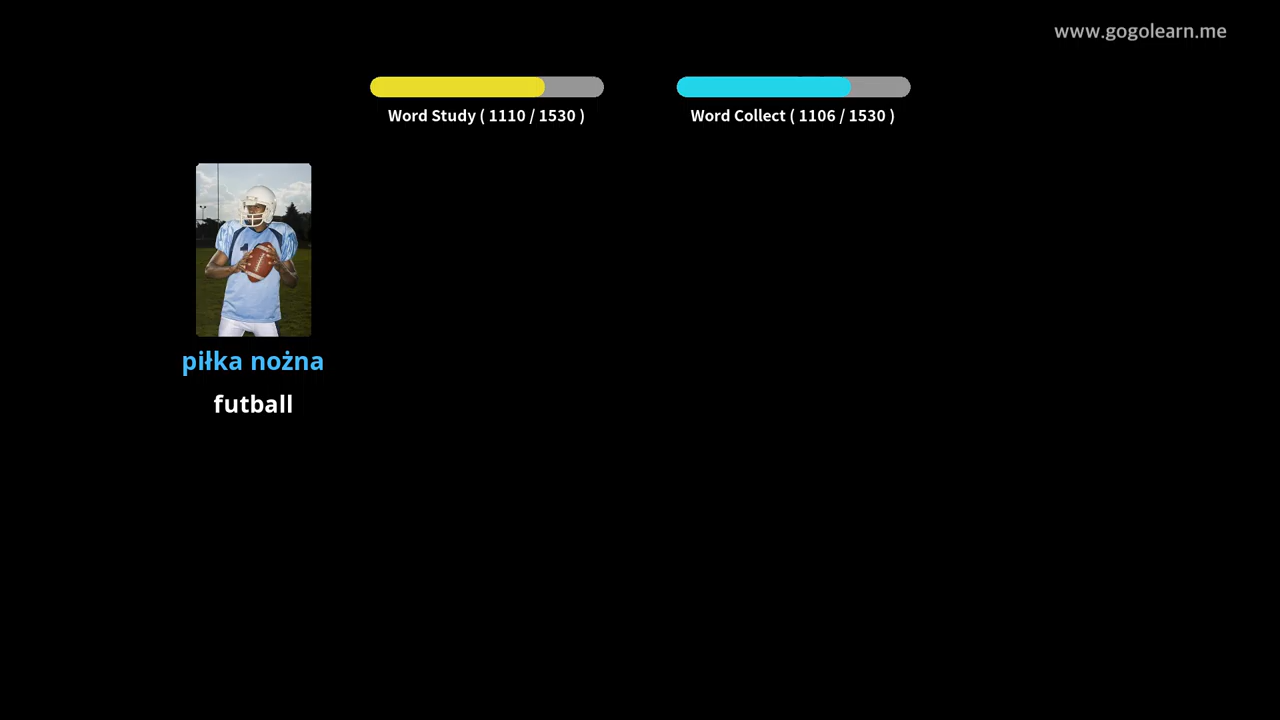 www.gogolearn.me
Word Study ( 1110 / 1530 )
Word Collect ( 1106 / 1530 )
piłka nożna
futball